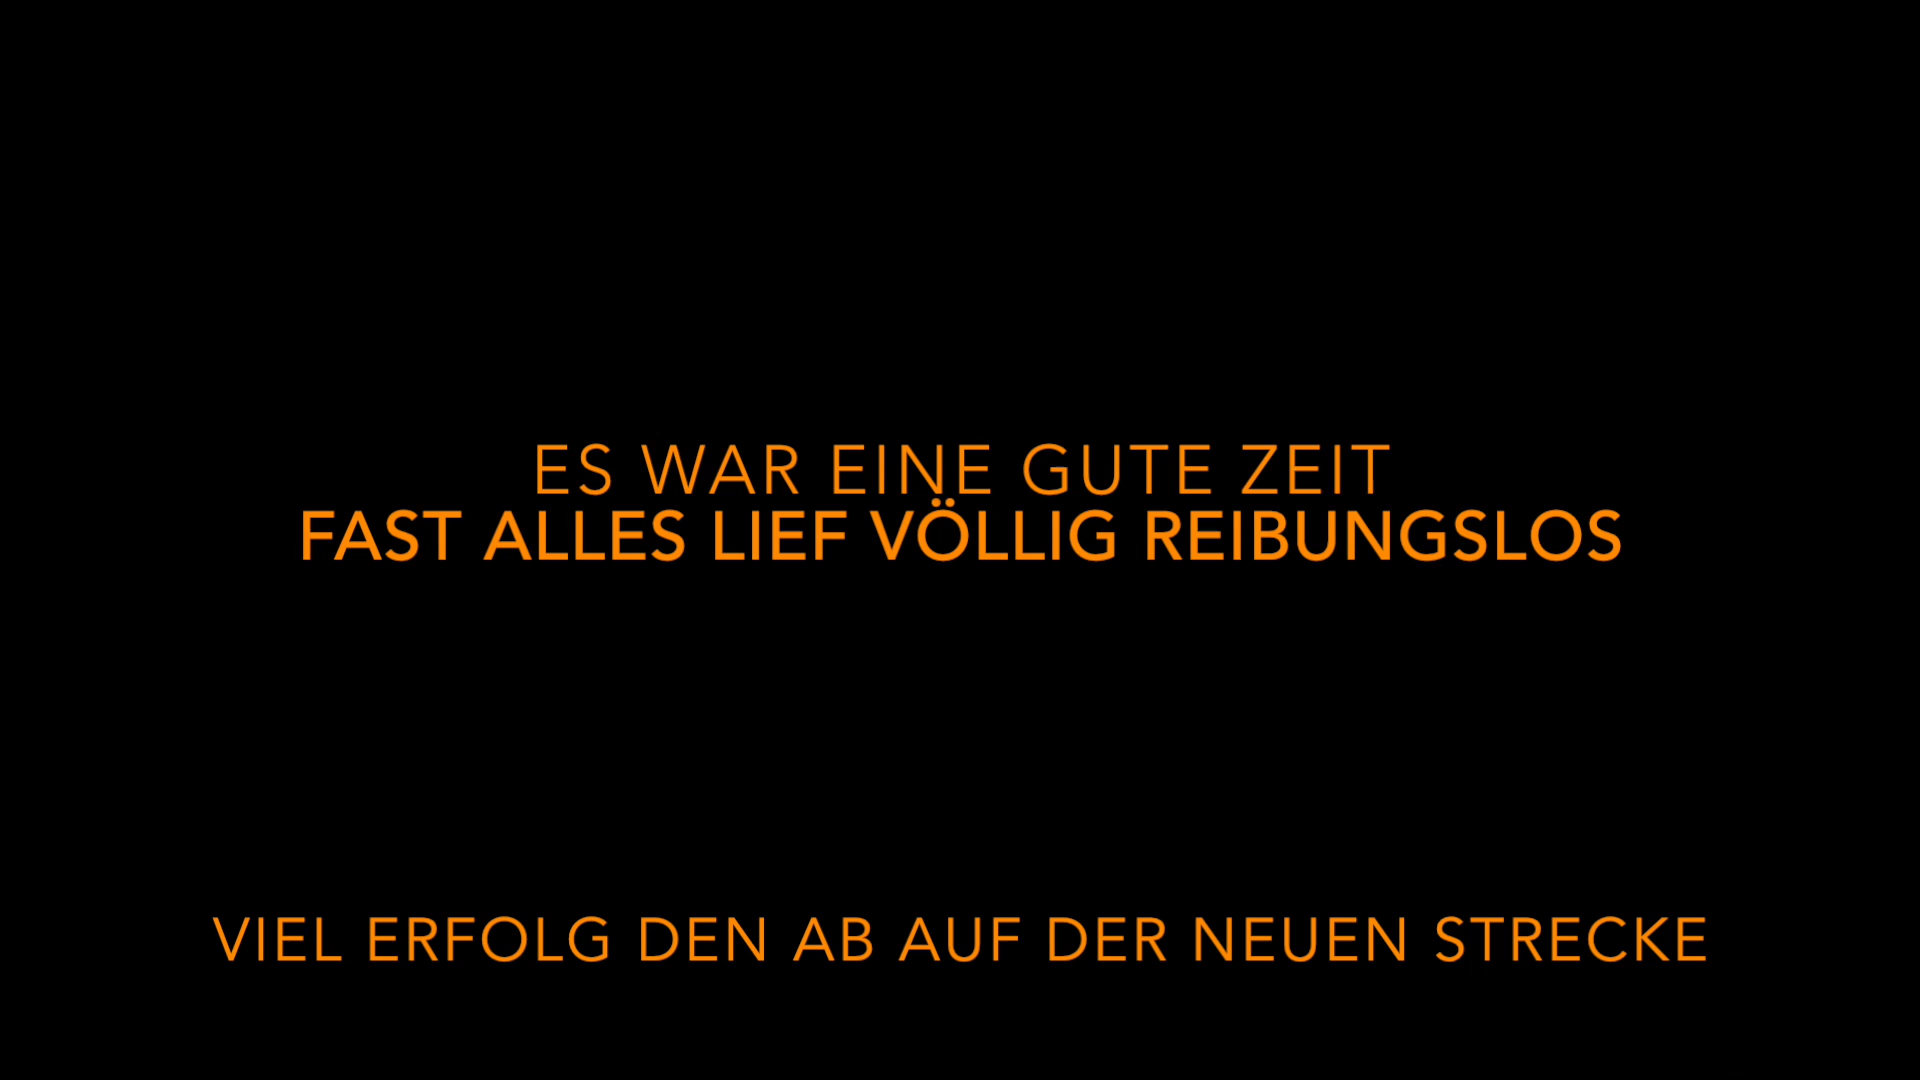 ES WAR EINE GUTE ZEIT
FAST ALLES LIEF VÖLLIG REIBUNGSLOS
VIEL ERFOLG DEN AB AUF DER NEUEN STRECKE